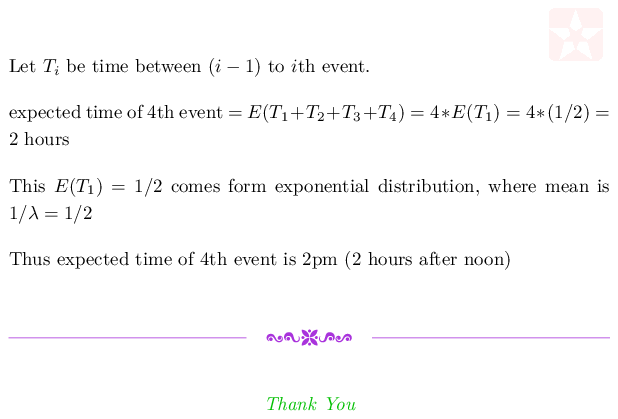 Let T_i be time between (i − 1) to ith event.
expected time of 4th event = E(T_1+T_2+T_3+T_4) = 4*E(T_1) = 4*(1/2) =
2 hours
This E(T_1) = 1/2 comes form exponential distribution, where mean is
1/λ = 1/2
Thus expected time of 4th event is 2pm (2 hours after noon)
Thank You